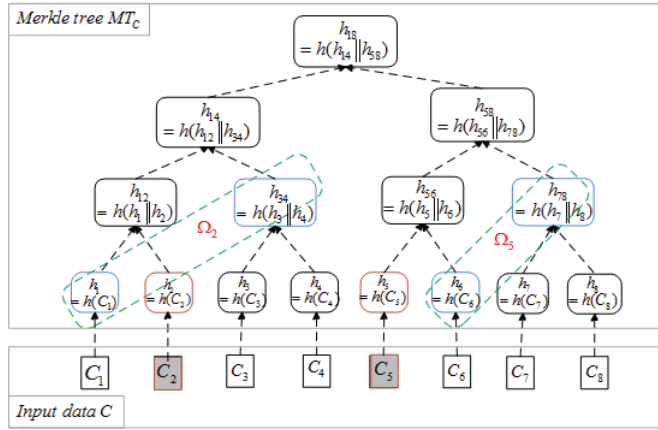 Merkle tree MT_C
h_18
= h(h_14||h_58)
h_14
= h(h_12||h_34)
h_58
= h(h_56||h_78)
h_12
= h(h_1||h_2)
h_34
= h(h_3||h_4)
h_56
= h(h_5||h_6)
h_78
= h(h_7||h_8)
Ω_2
Ω_5
h_1
= h(C_1)
h_2
= h(C_2)
h_3
= h(C_3)
h_4
= h(C_4)
h_5
= h(C_5)
h_6
= h(C_6)
h_7
= h(C_7)
h_8
= h(C_8)
C_1
C_2
C_3
C_4
C_5
C_6
C_7
C_8
Input data C